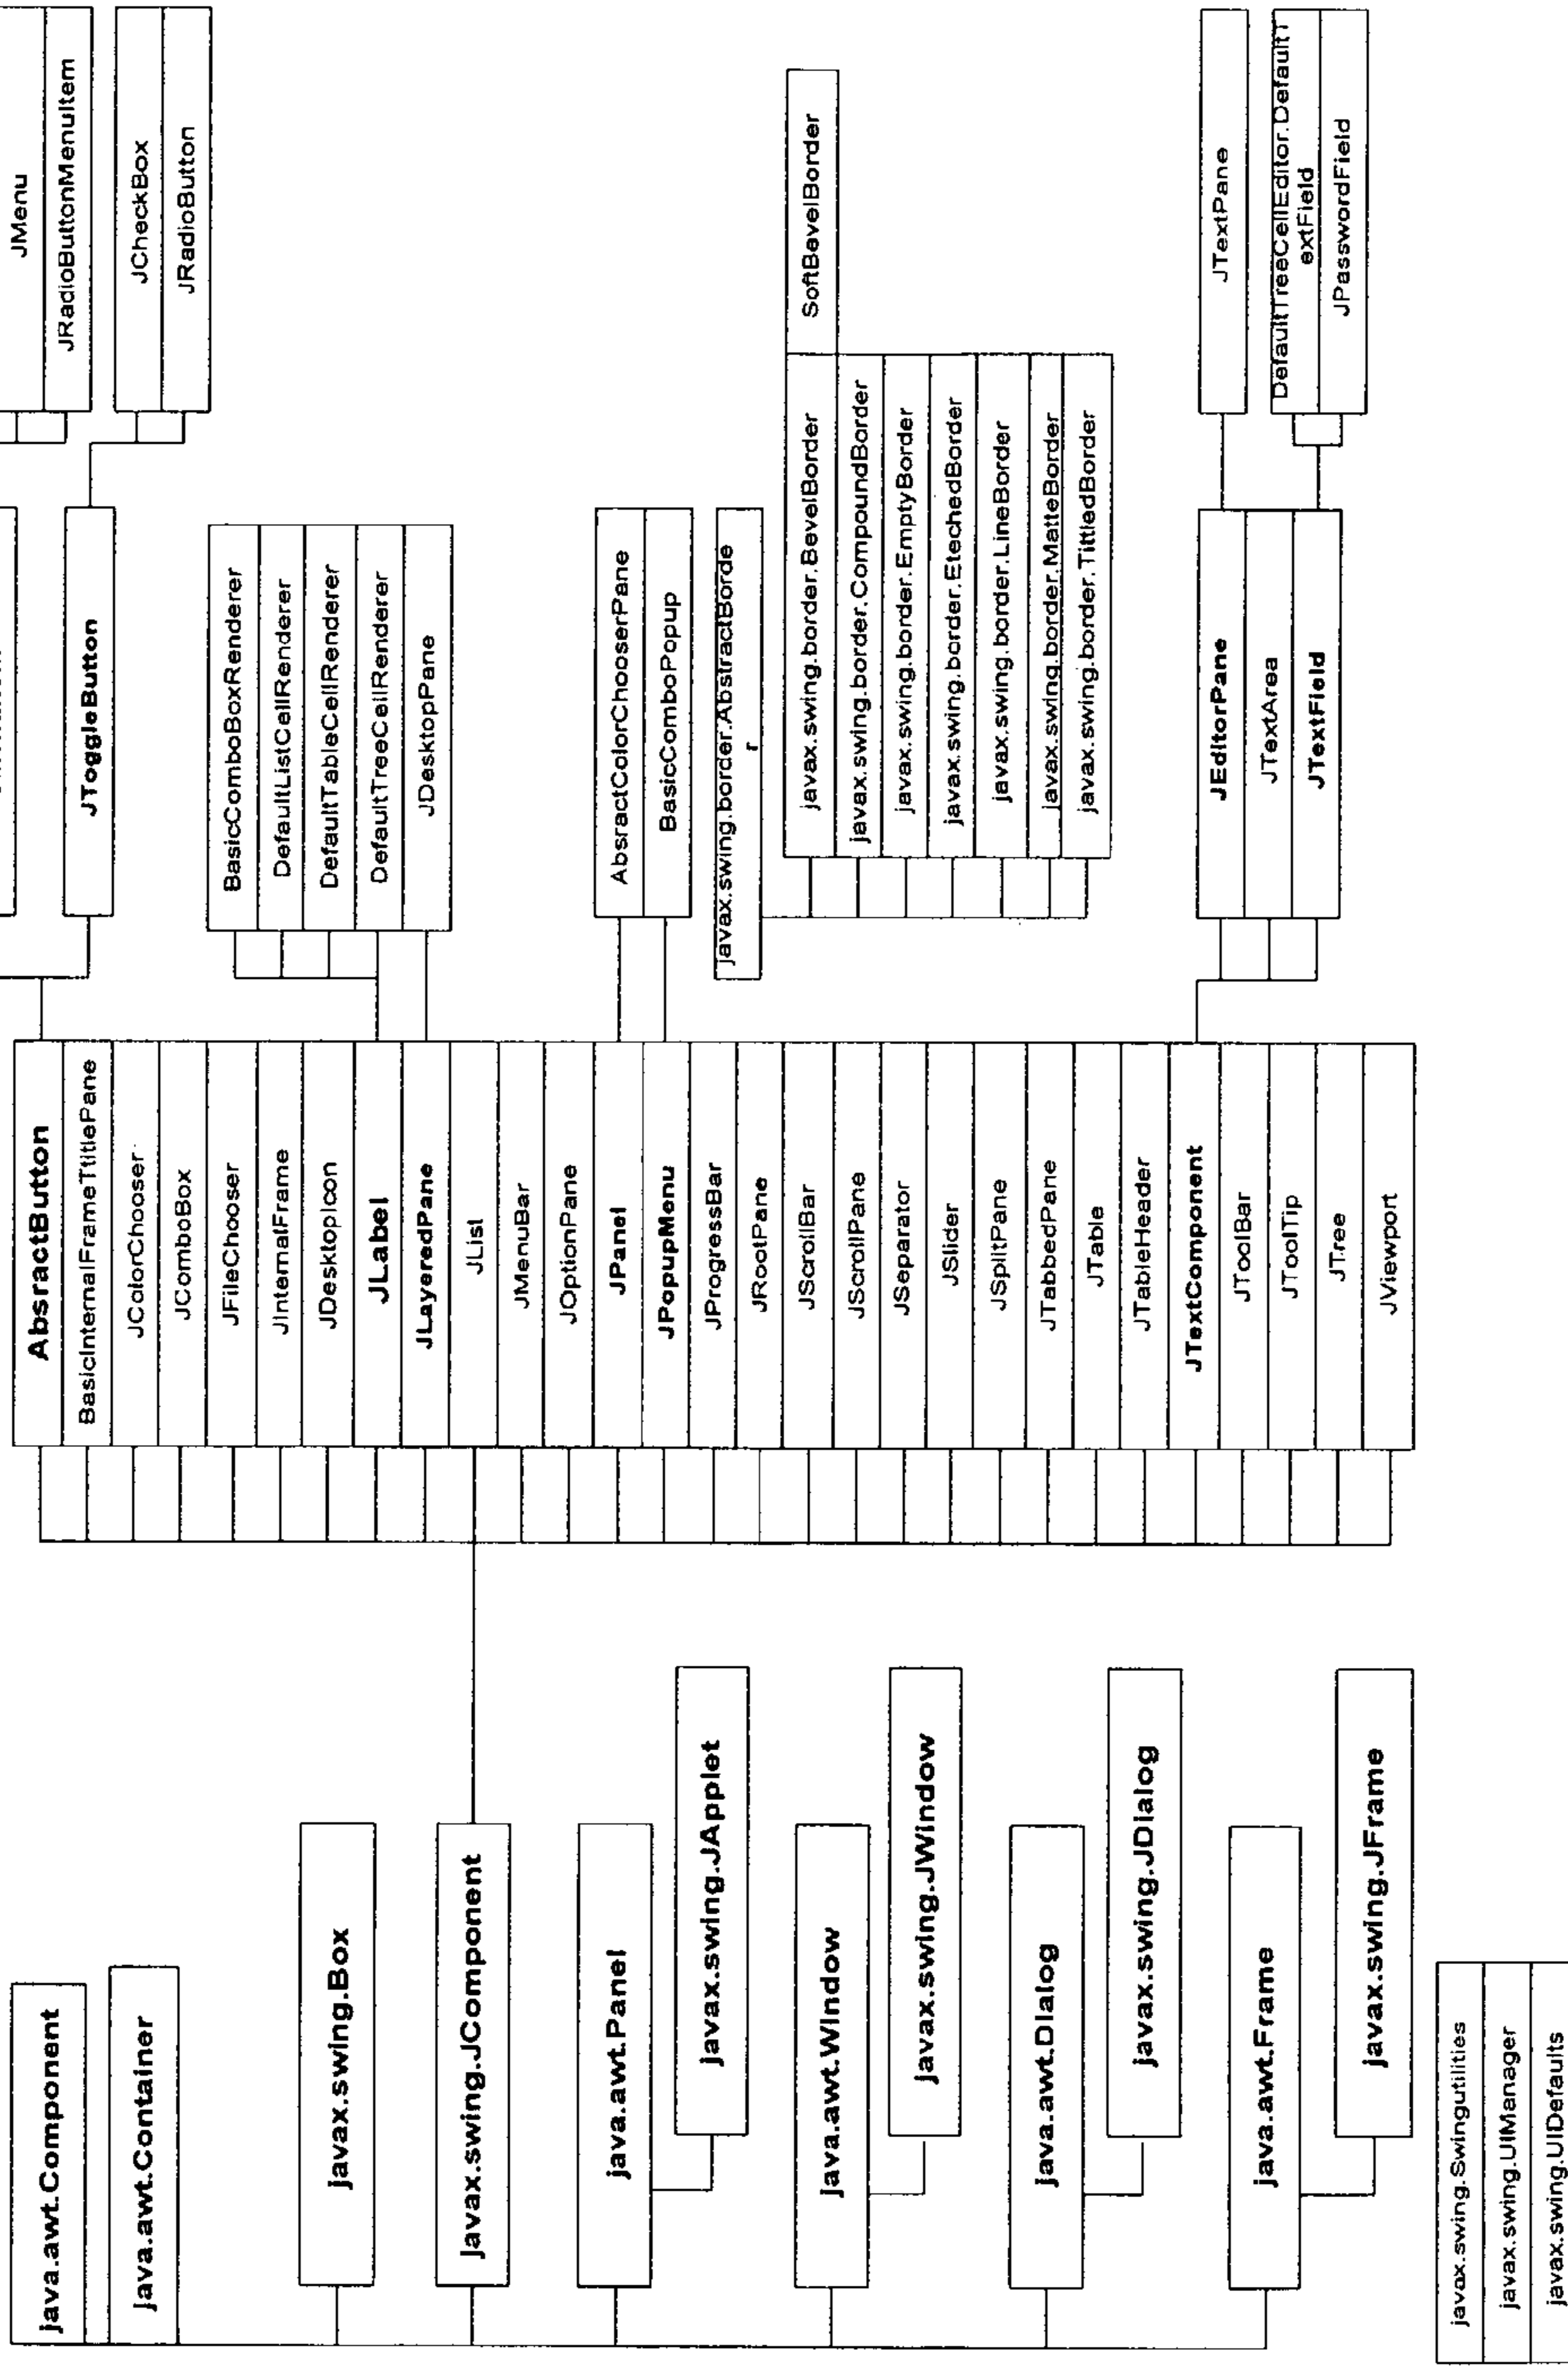 java.awt.Component
java.awt.Container
javax.swing.Box
javax.swing.JComponent
java.awt.Panel
javax.swing.JApplet
java.awt.Window
javax.swing.JWindow
java.awt.Dialog
javax.swing.JDialog
java.awt.Frame
javax.swing.JFrame
javax.swing.Swingutilities
javax.swing.UIManager
javax.swing.UIDefaults
AbsractButton
BasicInternalFrameTtitlePane
JColorChooser
JComboBox
JFileChooser
JInternalFrame
JDesktopIcon
JLabel
JLayeredPane
JList
JMenuBar
JOptionPane
JPanel
JPopupMenu
JProgressBar
JRootPane
JScrollBar
JScrollPane
JSeparator
JSlider
JSplitPane
JTabbedPane
JTable
JTableHeader
JTextComponent
JToolBar
JToolTip
JTree
JViewport
JToggleButton
BasicComboBoxRenderer
DefaultListCellRenderer
DefaultTableCellRenderer
DefaultTreeCellRenderer
JDesktopPane
AbsractColorChooserPane
BasicComboPopup
javax.swing.border.AbstractBorde
r
javax.swing.border.BevelBorder
javax.swing.border.CompoundBorder
javax.swing.border.EmptyBorder
javax.swing.border.EtechedBorder
javax.swing.border.LineBorder
javax.swing.border.MatteBorder
javax.swing.border.TittledBorder
JEditorPane
JTextArea
JTextField
JMenu
JRadioButtonMenuItem
JCheckBox
JRadioButton
SoftBevelBorder
JTextPane
DefaultTreeCellEditor.DefaultT
extField
JPasswordField